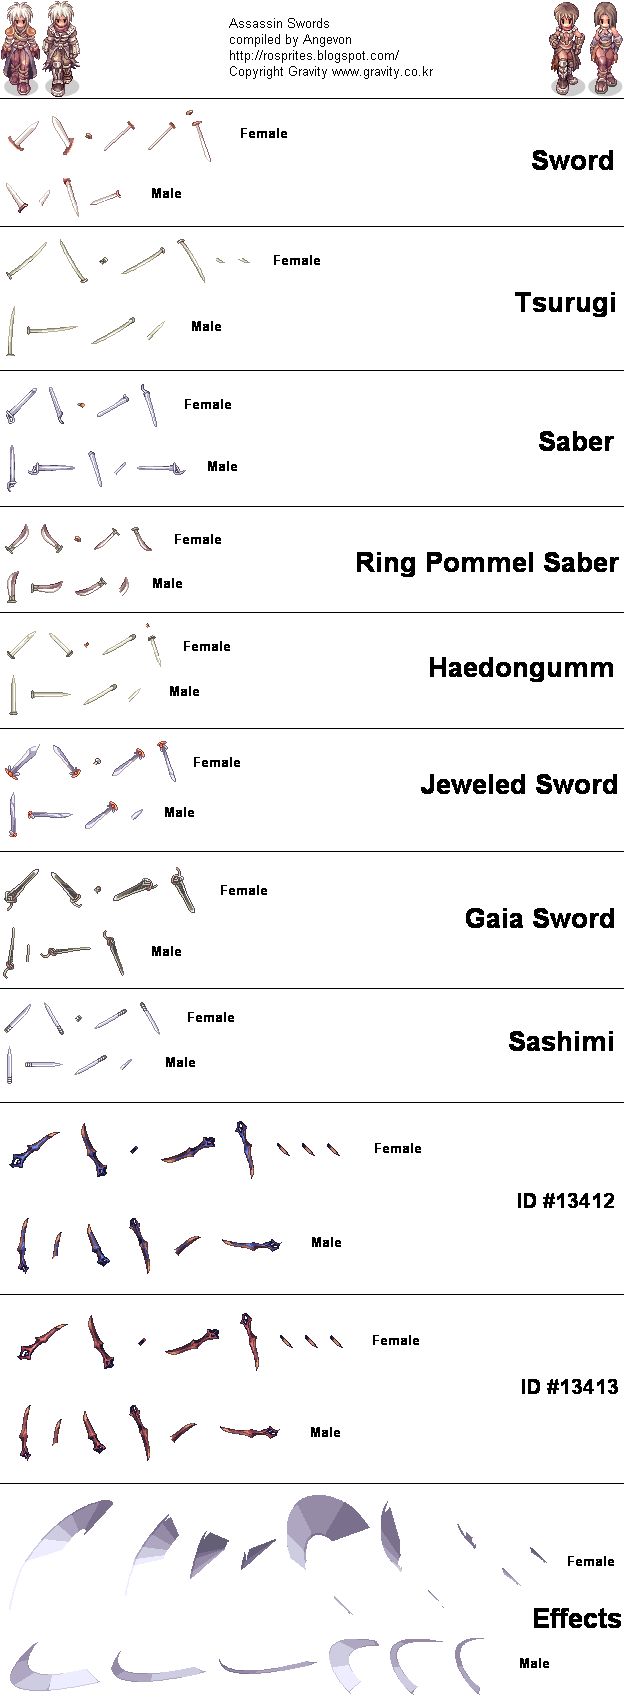 Assassin Swords
compiled by Angevon
http://rosprites.blogspot.com/
Copyright Gravity www.gravity.co.kr
Female
Sword
Male
Female
Tsurugi
Male
Female
Saber
Male
Female
Ring Pommel Saber
Male
Female
Haedongumm
Male
Female
Jeweled Sword
Male
Female
Gaia Sword
Male
Female
Sashimi
Male
Female
ID #13412
Male
Female
ID #13413
Male
Female
Effects
Male